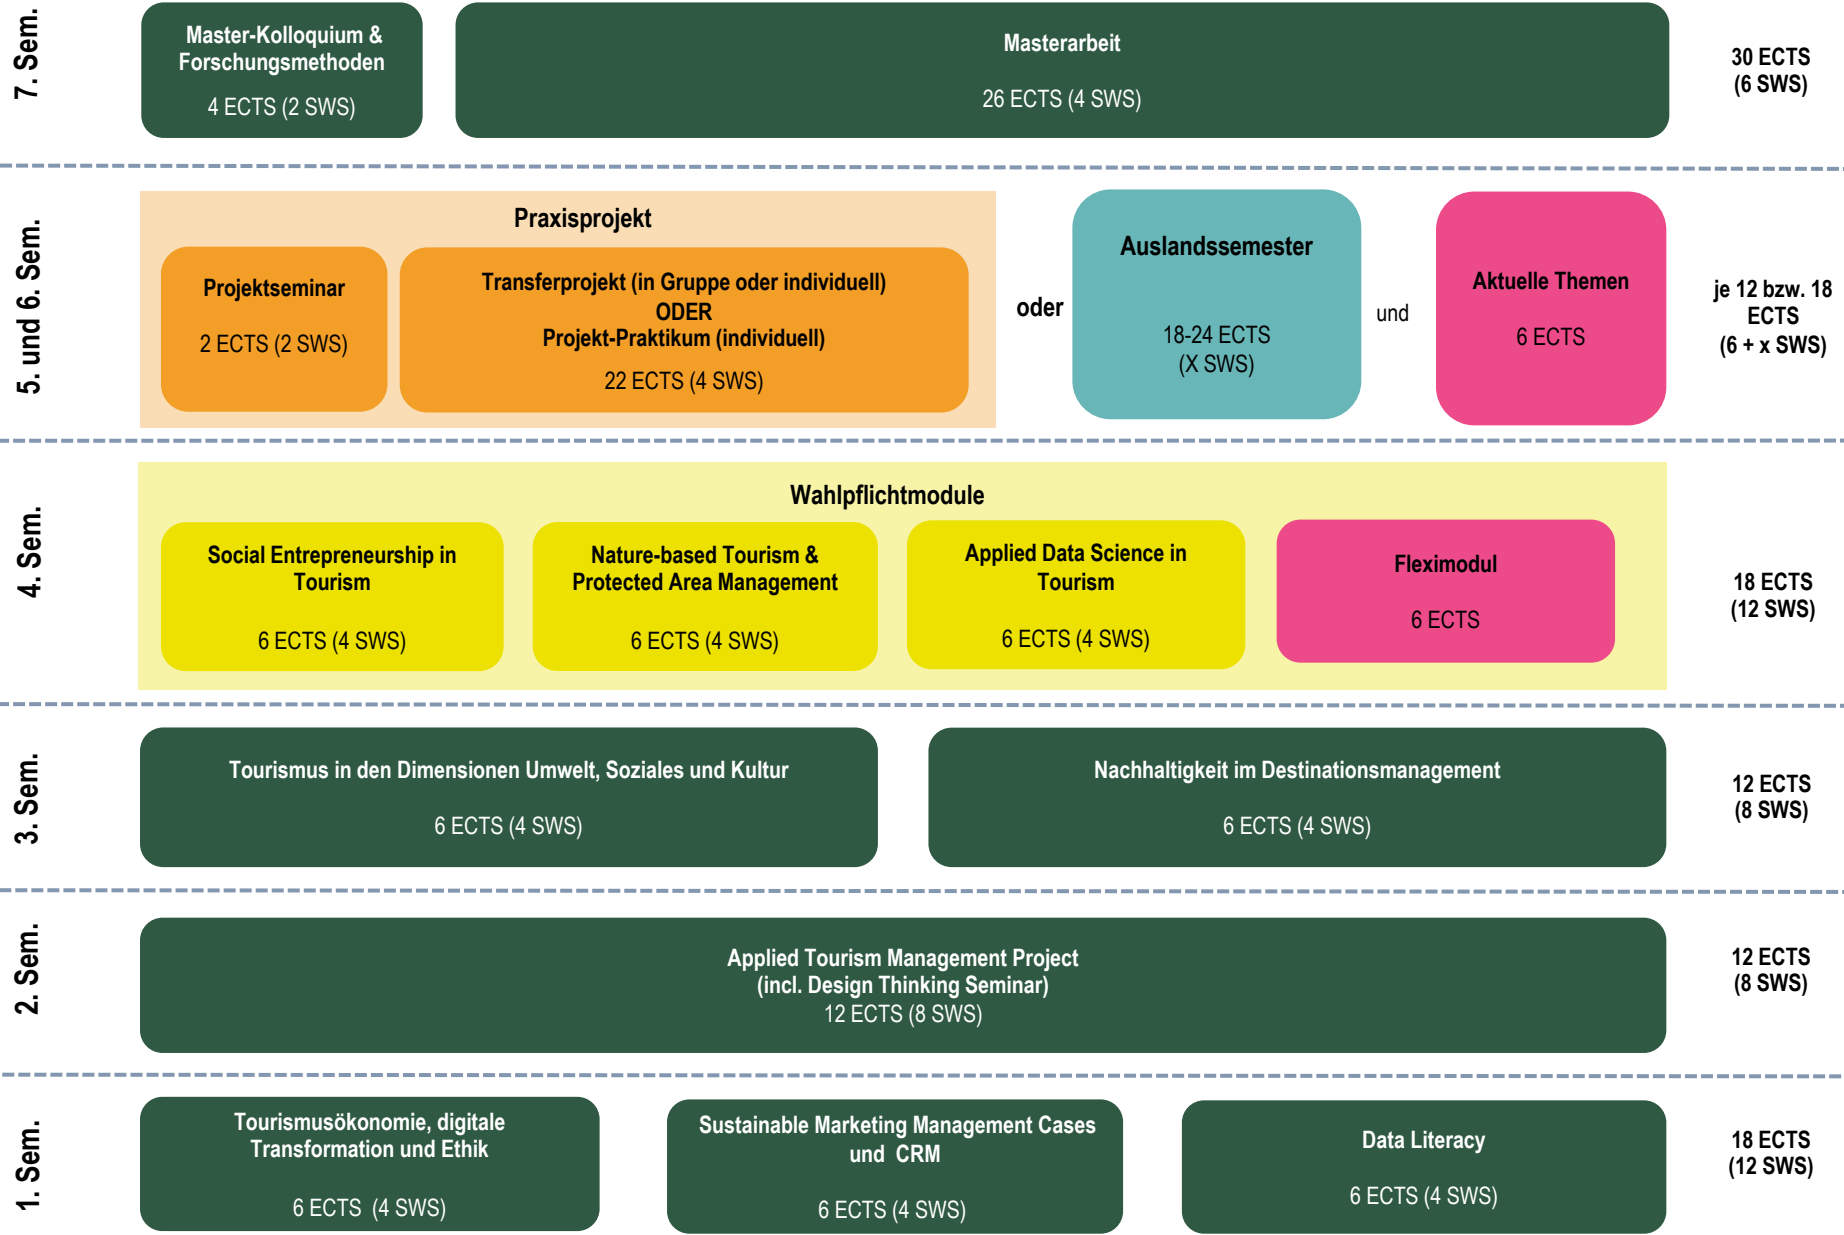 7. Sem.
Master-Kolloquium &
Forschungsmethoden
4 ECTS (2 SWS)
Masterarbeit
26 ECTS (4 SWS)
30 ECTS
(6 SWS)
5. und 6. Sem.
Praxisprojekt
Projektseminar
2 ECTS (2 SWS)
Transferprojekt (in Gruppe oder individuell)
ODER
Projekt-Praktikum (individuell)
22 ECTS (4 SWS)
oder
Auslandssemester
18-24 ECTS
(X SWS)
und
Aktuelle Themen
6 ECTS
je 12 bzw. 18
ECTS
(6 + x SWS)
4. Sem.
Wahlpflichtmodule
Social Entrepreneurship in
Tourism
6 ECTS (4 SWS)
Nature-based Tourism &
Protected Area Management
6 ECTS (4 SWS)
Applied Data Science in
Tourism
6 ECTS (4 SWS)
Fleximodul
6 ECTS
18 ECTS
(12 SWS)
3. Sem.
Tourismus in den Dimensionen Umwelt, Soziales und Kultur
6 ECTS (4 SWS)
Nachhaltigkeit im Destinationsmanagement
6 ECTS (4 SWS)
12 ECTS
(8 SWS)
2. Sem.
Applied Tourism Management Project
(incl. Design Thinking Seminar)
12 ECTS (8 SWS)
12 ECTS
(8 SWS)
1. Sem.
Tourismusökonomie, digitale
Transformation und Ethik
6 ECTS (4 SWS)
Sustainable Marketing Management Cases
und CRM
6 ECTS (4 SWS)
Data Literacy
6 ECTS (4 SWS)
18 ECTS
(12 SWS)